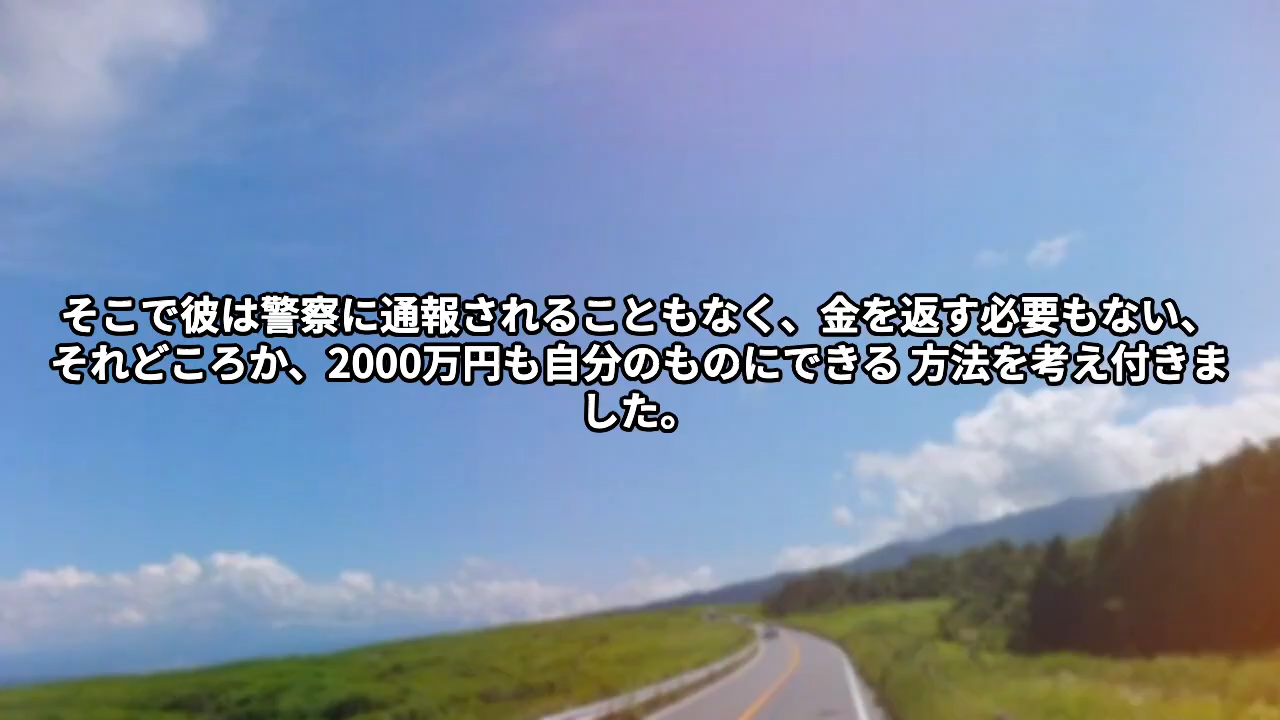 そこで彼は警察に通報されることもなく、金を返す必要もない、
それどころか、2000万円も自分のものにできる 方法を考え付きま
した。